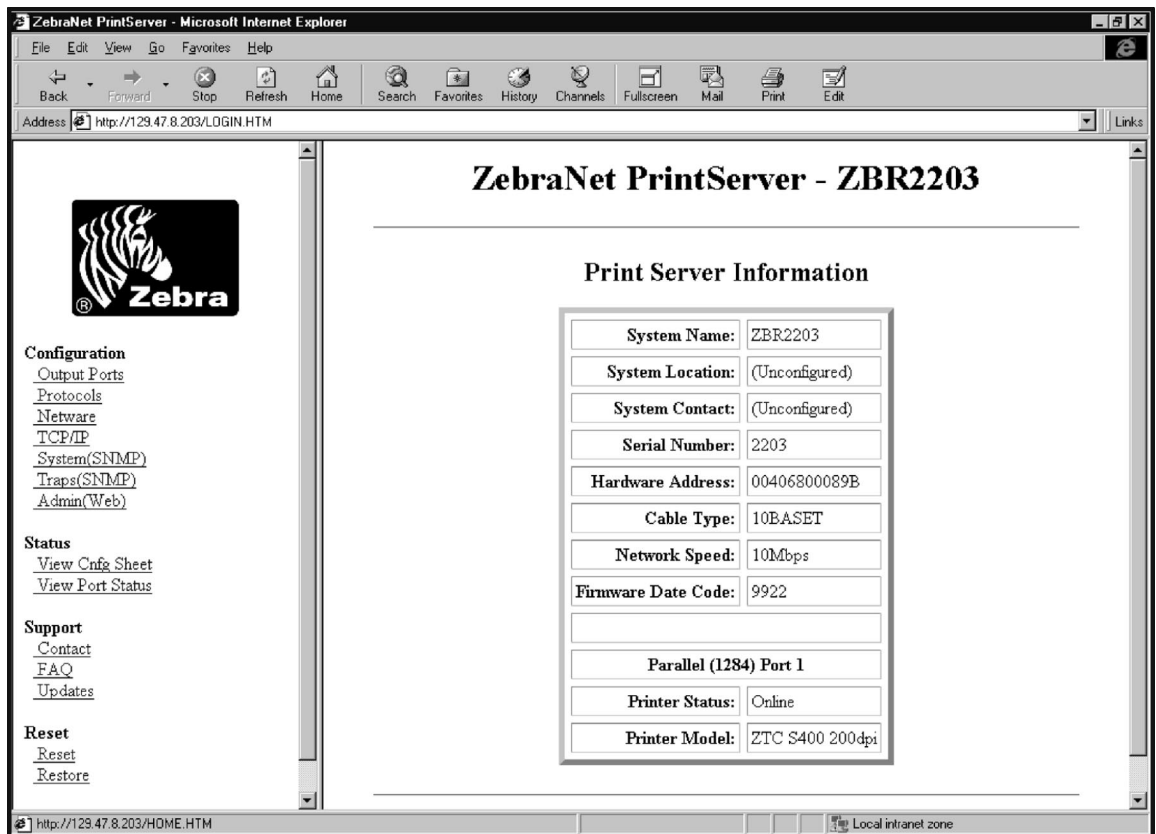 ZebraNet PrintServer - Microsoft Internet Explorer
File Edit View Go Favorites Help
Back Forward Stop Refresh Home Search Favorites History Channels Fullscreen Mail Print Edit
Address http://129.47.8.203/LOGIN.HTM Links
® Zebra
Configuration
Output Ports
Protocols
Netware
TCP/IP
System(SNMP)
Traps(SNMP)
Admin(Web)
Status
View Cnfg Sheet
View Port Status
Support
Contact
FAQ
Updates
Reset
Reset
Restore
ZebraNet PrintServer - ZBR2203
Print Server Information
System Name: ZBR2203
System Location: (Unconfigured)
System Contact: (Unconfigured)
Serial Number: 2203
Hardware Address: 00406800089B
Cable Type: 10BASET
Network Speed: 10Mbps
Firmware Date Code: 9922
Parallel (1284) Port 1
Printer Status: Online
Printer Model: ZTC S400 200dpi
http://129.47.8.203/HOME.HTM Local intranet zone